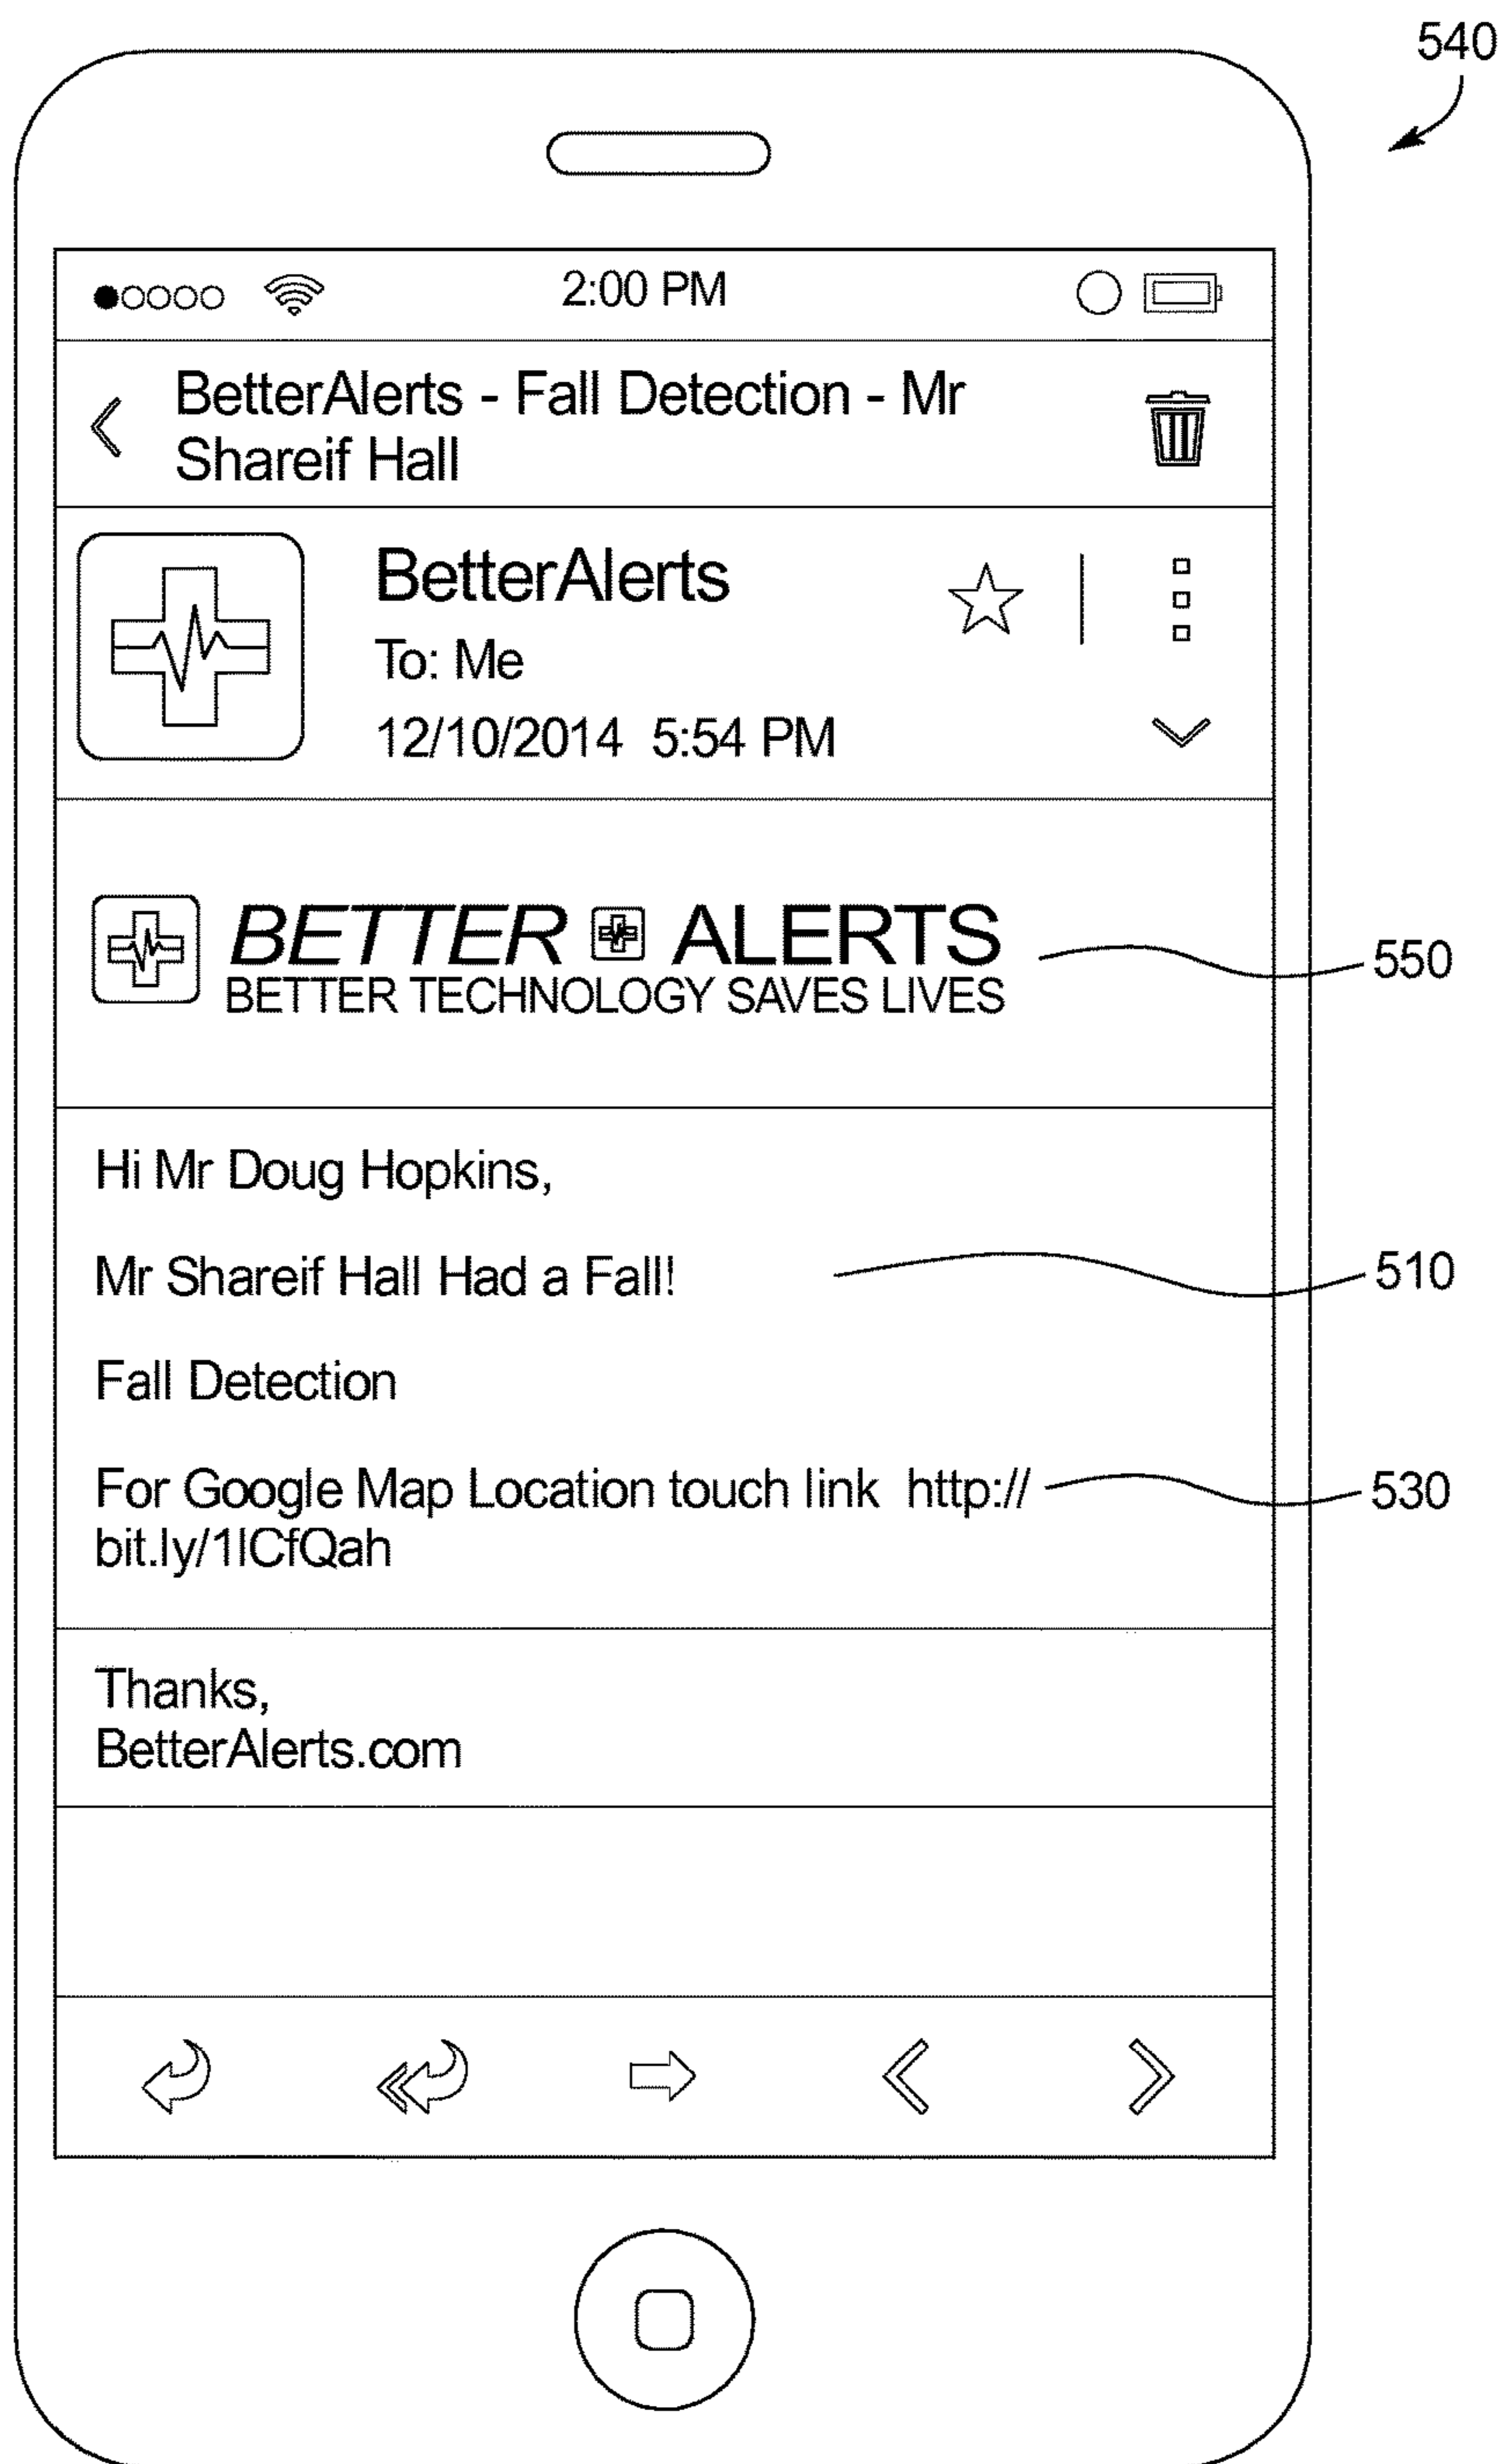 540
2:00 PM
BetterAlerts - Fall Detection - Mr
Shareif Hall
BetterAlerts
To: Me
12/10/2014 5:54 PM
BETTER ALERTS
BETTER TECHNOLOGY SAVES LIVES
550
Hi Mr Doug Hopkins,
Mr Shareif Hall Had a Fall!
510
Fall Detection
For Google Map Location touch link http://
530
bit.ly/1lCfQah
Thanks,
BetterAlerts.com